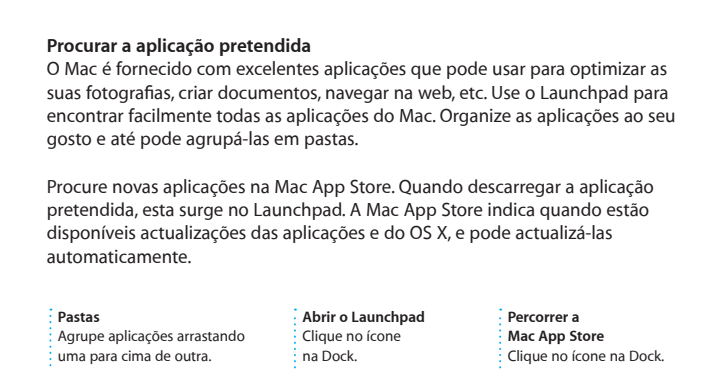 Procurar a aplicação pretendida
O Mac é fornecido com excelentes aplicações que pode usar para optimizar as
suas fotografias, criar documentos, navegar na web, etc. Use o Launchpad para
encontrar facilmente todas as aplicações do Mac. Organize as aplicações ao seu
gosto e até pode agrupá-las em pastas.
Procure novas aplicações na Mac App Store. Quando descarregar a aplicação
pretendida, esta surge no Launchpad. A Mac App Store indica quando estão
disponíveis actualizações das aplicações e do OS X, e pode actualizá-las
automaticamente.
Pastas
Agrupe aplicações arrastando
uma para cima de outra.
Abrir o Launchpad
Clique no ícone
na Dock.
Percorrer a
Mac App Store
Clique no ícone na Dock.